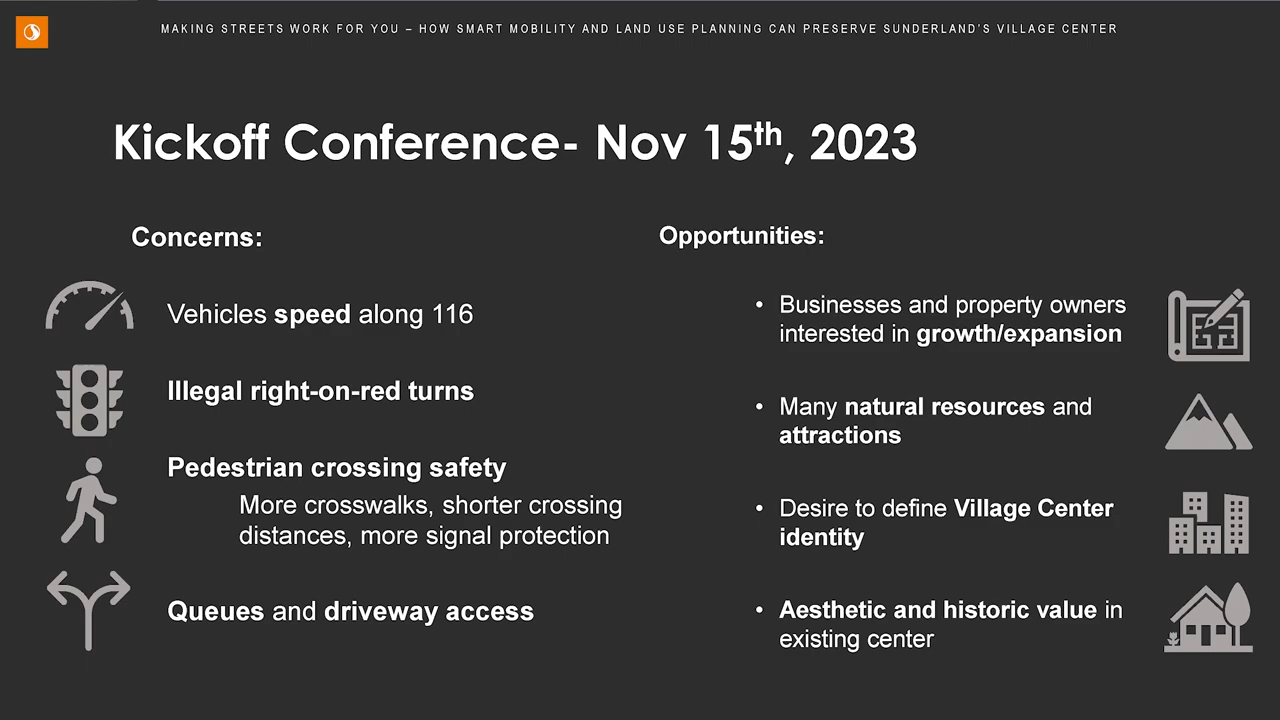 MAKING STREETS WORK FOR YOU – HOW SMART MOBILITY AND LAND USE PLANNING CAN PRESERVE SUNDERLAND'S VILLAGE CENTER
Kickoff Conference- Nov 15th, 2023
Concerns:
Vehicles speed along 116
Illegal right-on-red turns
Pedestrian crossing safety
More crosswalks, shorter crossing
distances, more signal protection
Queues and driveway access
Opportunities:
• Businesses and property owners
interested in growth/expansion
• Many natural resources and
attractions
• Desire to define Village Center
identity
• Aesthetic and historic value in
existing center